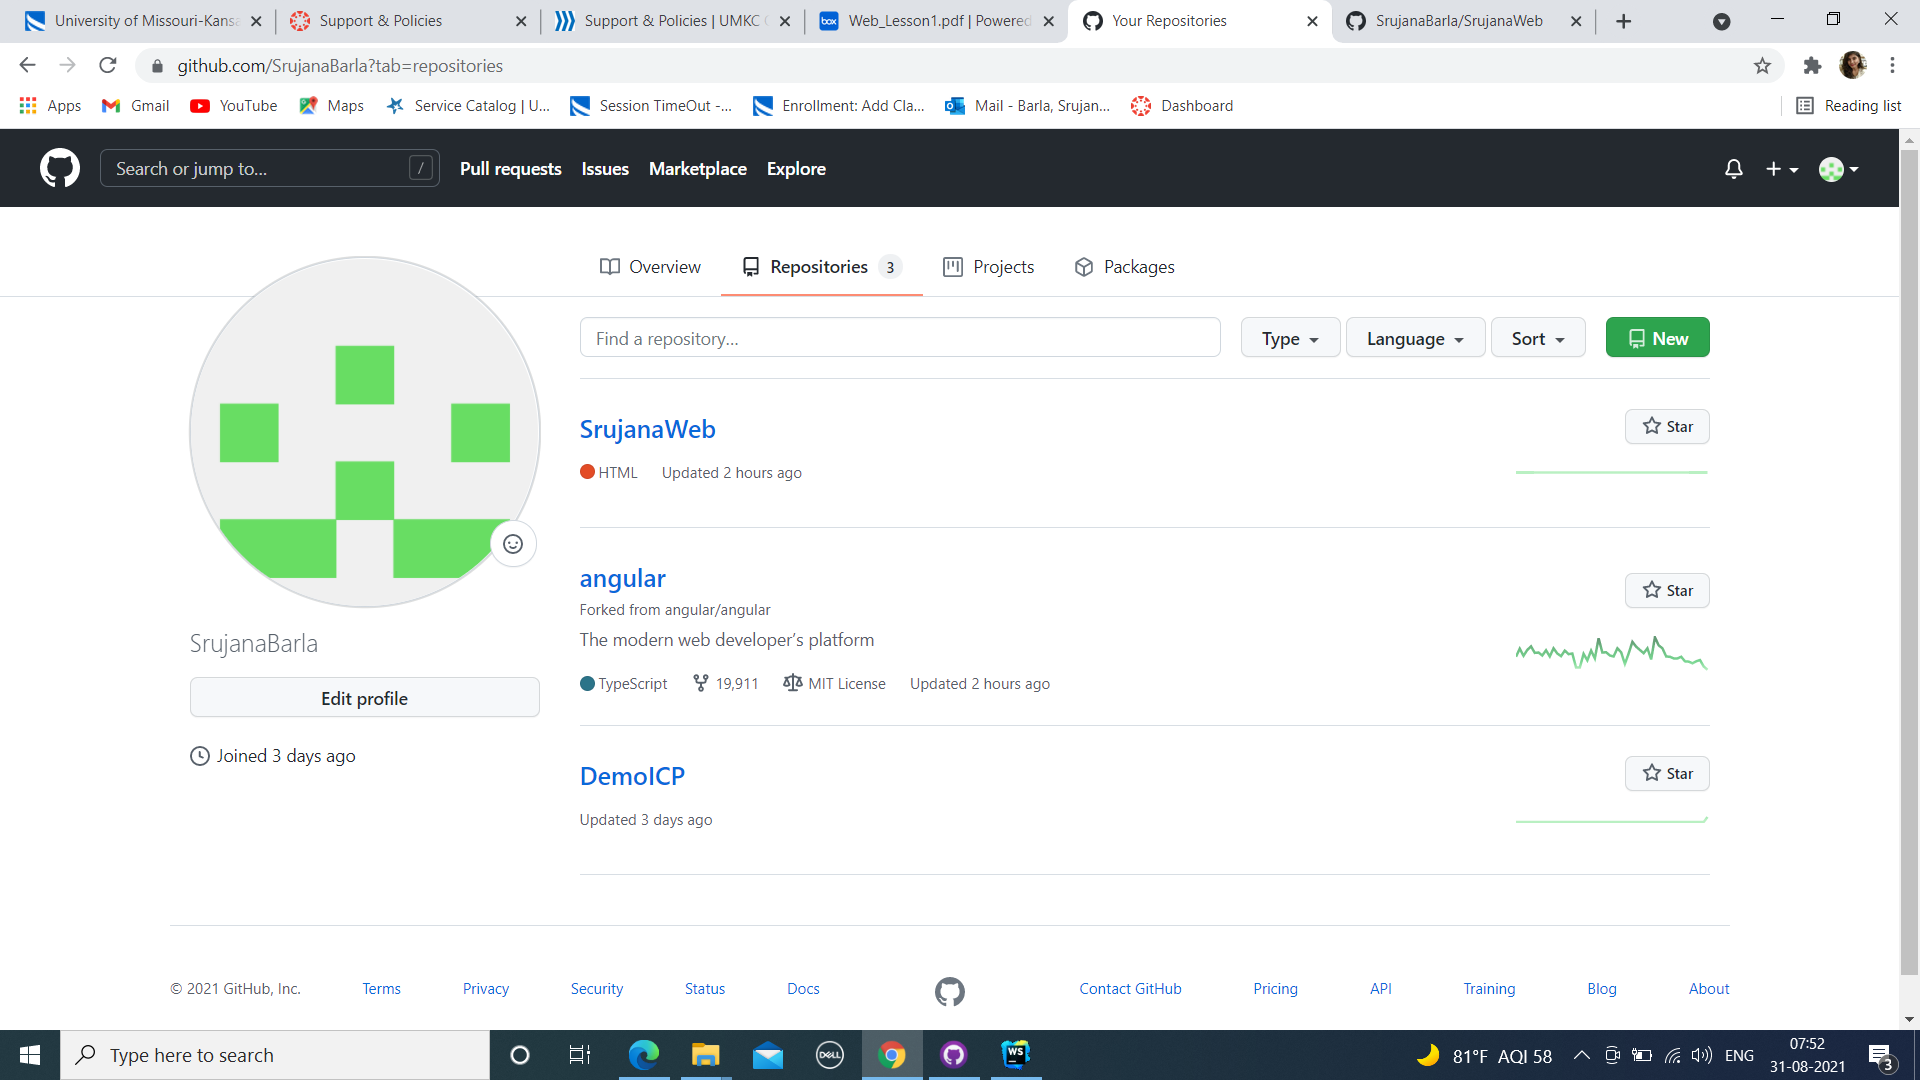 University of Missouri-Kansa
Support & Policies
Support & Policies | UMKC
Web_Lesson1.pdf | Powered
Your Repositories
SrujanaBarla/SrujanaWeb
github.com/SrujanaBarla?tab=repositories
Apps
Gmail
YouTube
Maps
Service Catalog | U...
Session TimeOut -...
Enrollment: Add Cla...
Mail - Barla, Srujan...
Dashboard
Reading list
Search or jump to...
/
Pull requests
Issues
Marketplace
Explore
Overview
Repositories 3
Projects
Packages
Find a repository...
Type
Language
Sort
New
SrujanaWeb
Star
HTML
Updated 2 hours ago
angular
Star
Forked from angular/angular
The modern web developer's platform
TypeScript
19,911
MIT License
Updated 2 hours ago
SrujanaBarla
Edit profile
Joined 3 days ago
DemoICP
Star
Updated 3 days ago
© 2021 GitHub, Inc.
Terms
Privacy
Security
Status
Docs
Contact GitHub
Pricing
API
Training
Blog
About
Type here to search
DELL
WS
box
81°F AQI 58
ENG
07:52
31-08-2021
3